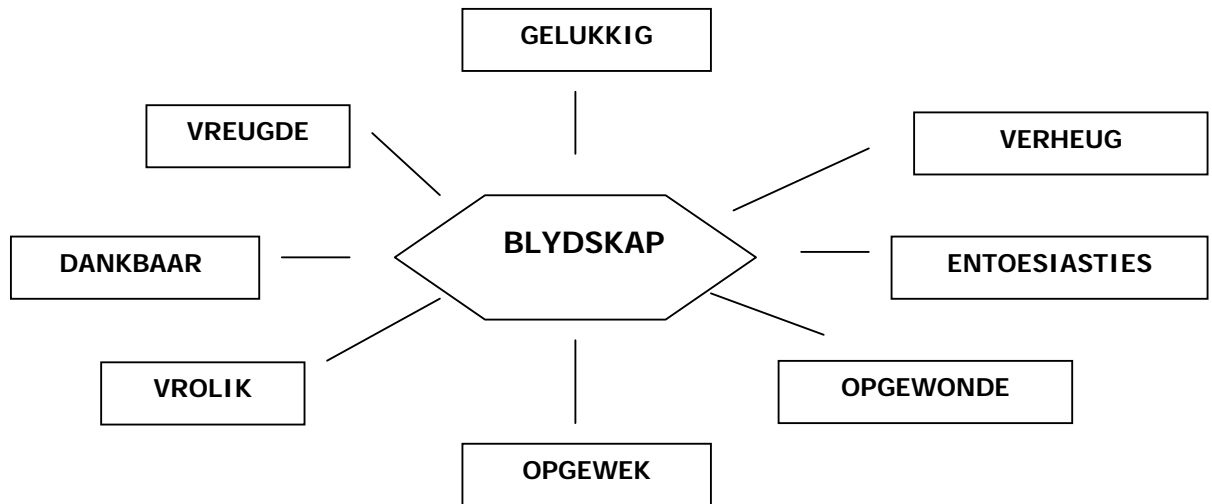 GELUKKIG
VREUGDE
VERHEUG
BLYDSKAP
DANKBAAR
ENTOESIASTIES
VROLIK
OPGEWONDE
OPGEWEK